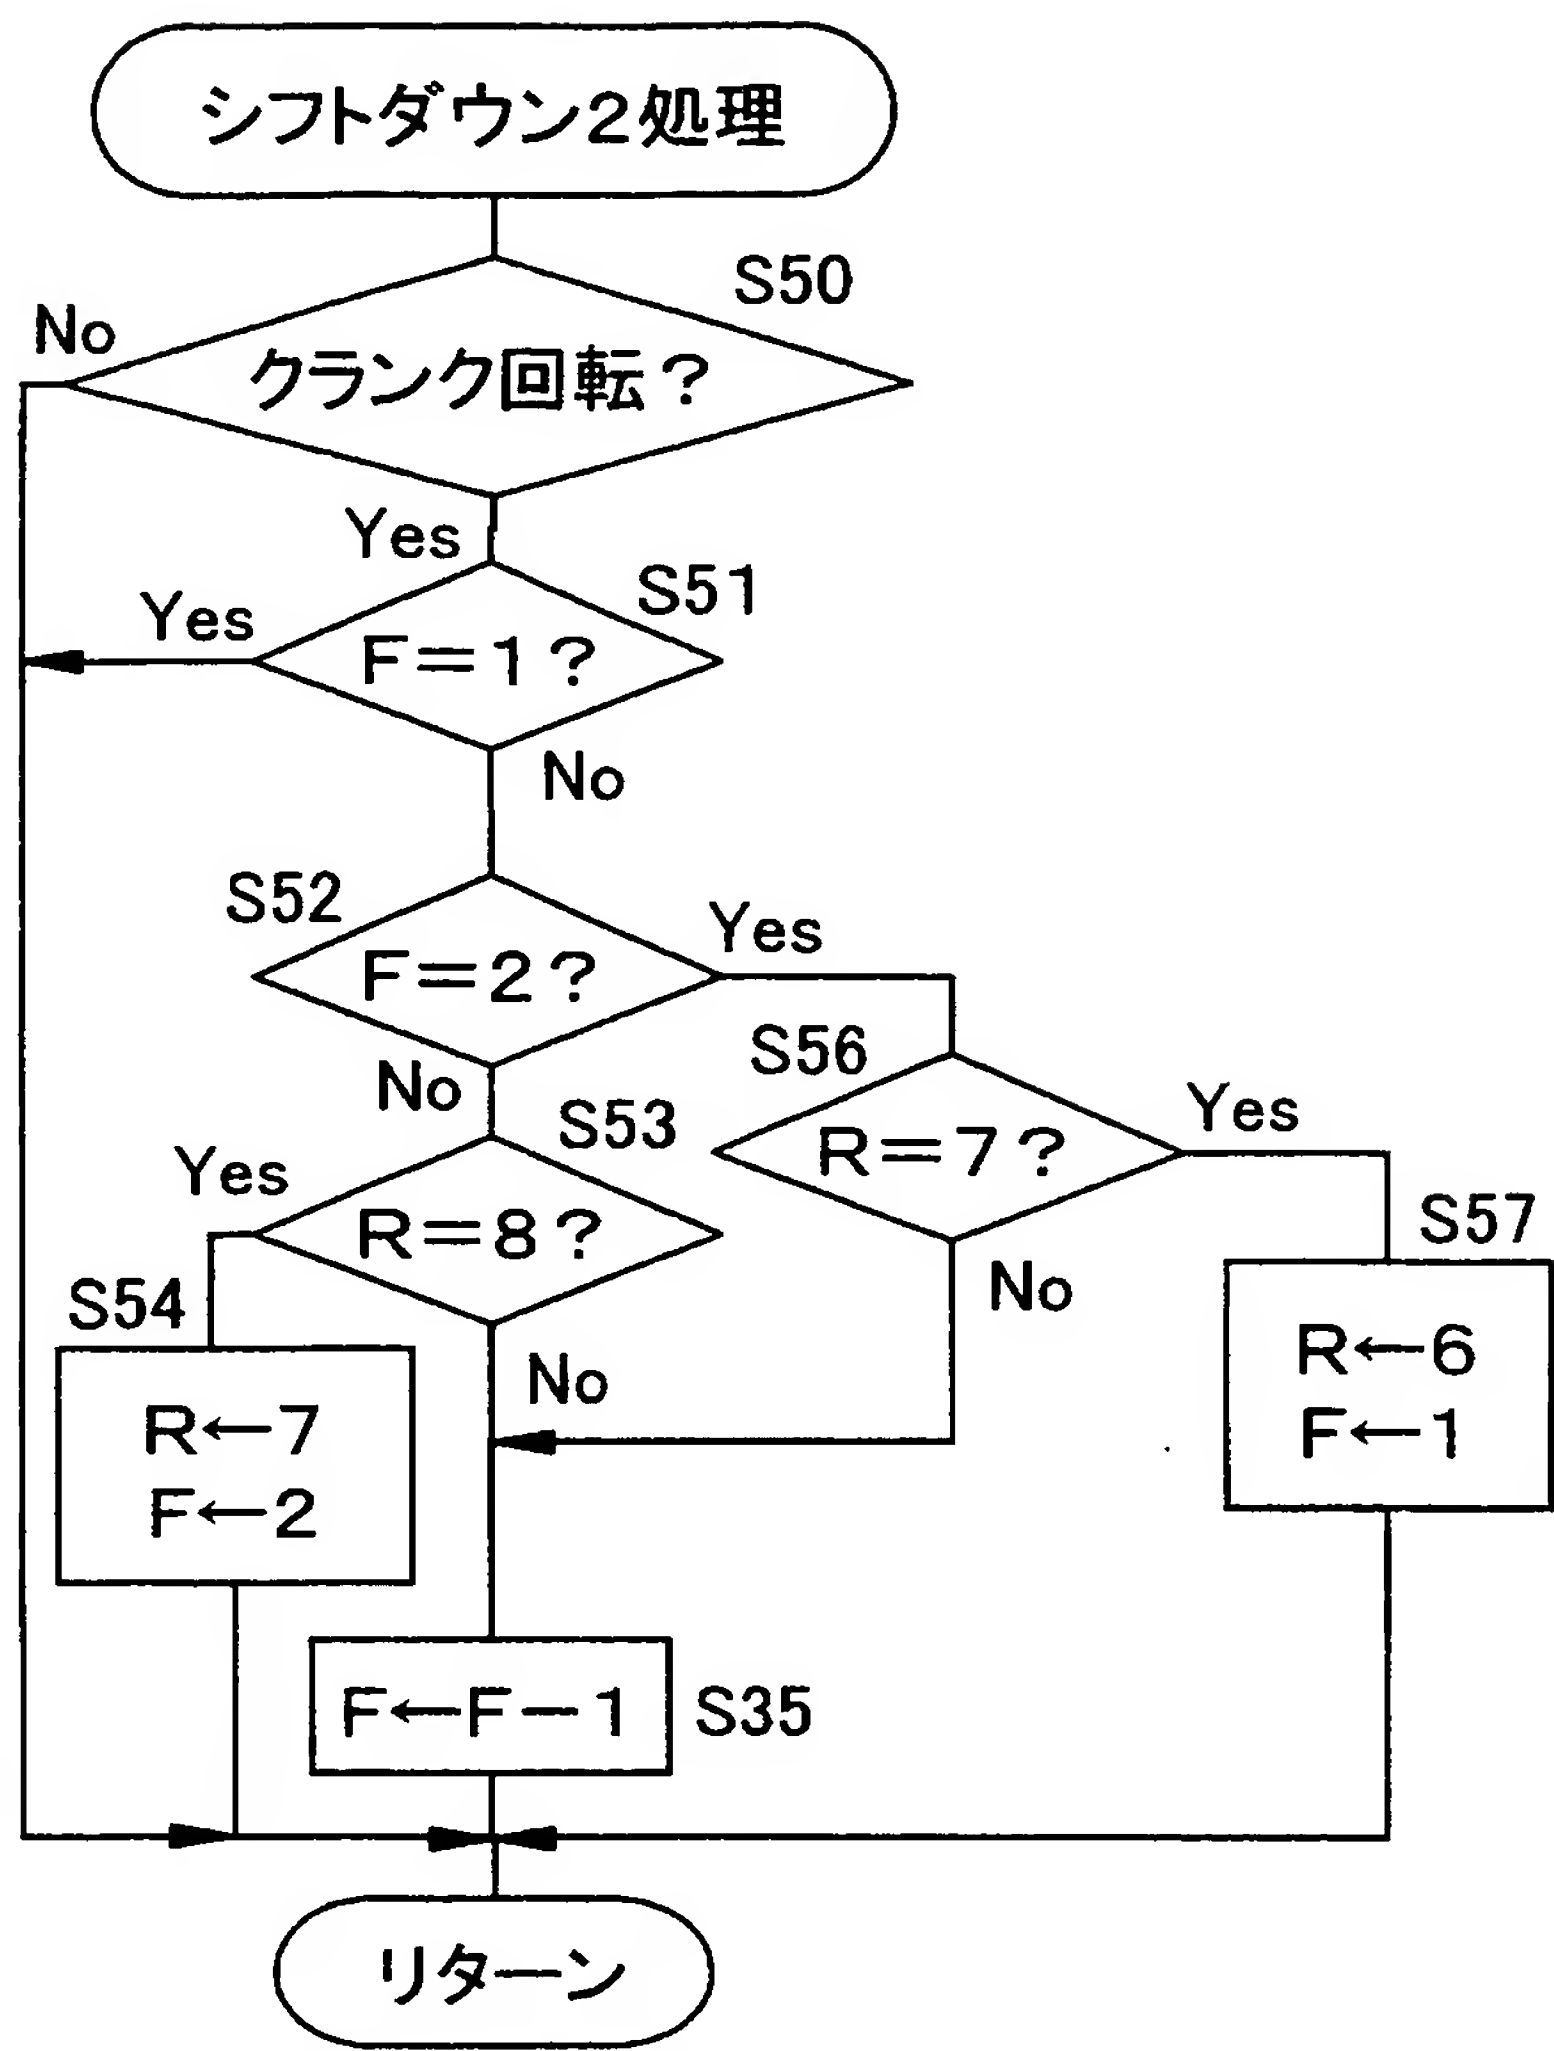 シフトダウン2処理
S50
No
クランク回転?
Yes
S51
Yes
F=1?
No
S52
Yes
F=2?
No
S56
S53
Yes
R=7?
Yes
R=8?
S57
S54
No
No
R←6
F←1
R←7
F←2
F←F-1
S35
リターン